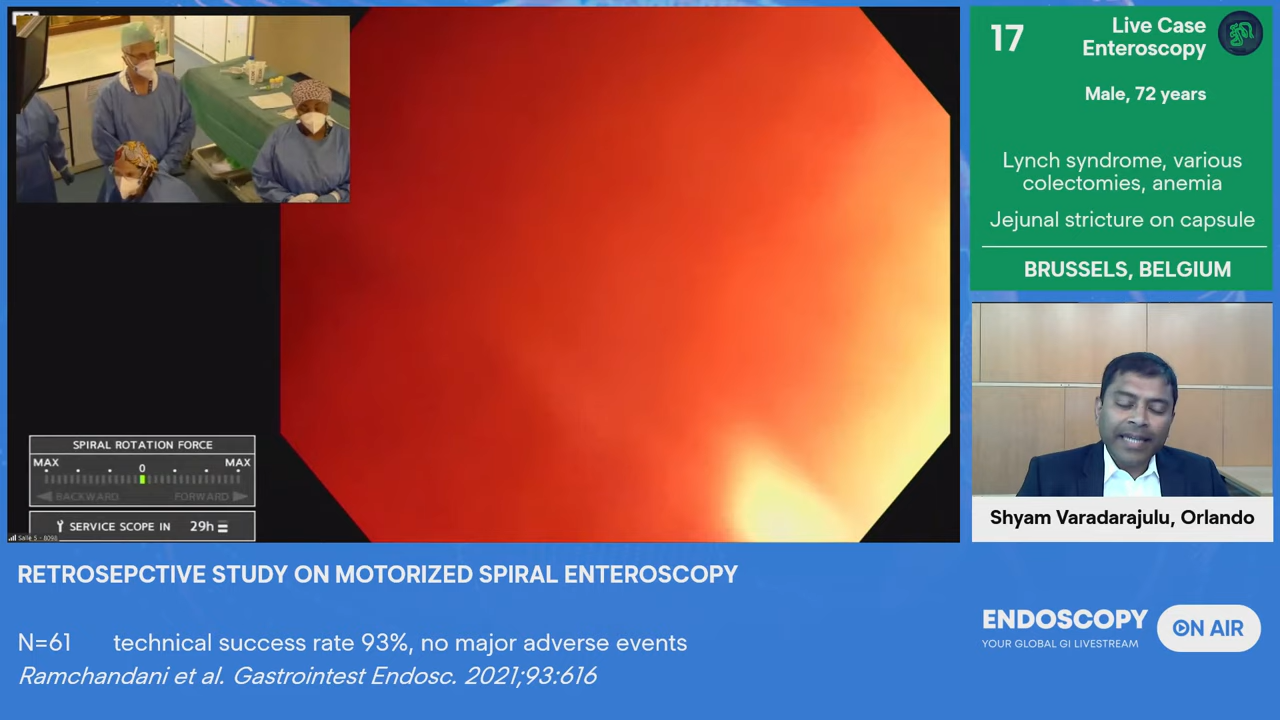 17
Live Case
Enteroscopy
Male, 72 years
Lynch syndrome, various
colectomies, anemia
Jejunal stricture on capsule
BRUSSELS, BELGIUM
SPIRAL ROTATION FORCE
MAX 0 MAX
BACKWARD FORWARD
SERVICE SCOPE IN 29h
Salle 5 - 8098
Shyam Varadarajulu, Orlando
RETROSEPCTIVE STUDY ON MOTORIZED SPIRAL ENTEROSCOPY
N=61 technical success rate 93%, no major adverse events
Ramchandani et al. Gastrointest Endosc. 2021;93:616
ENDOSCOPY ON AIR
YOUR GLOBAL GI LIVESTREAM